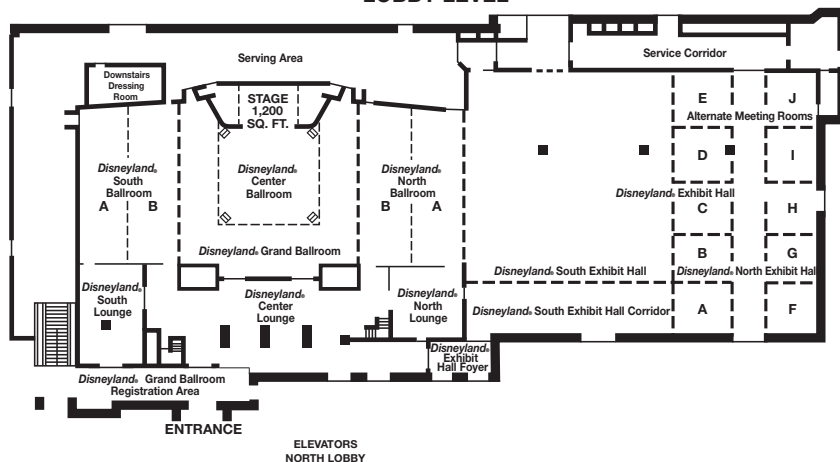 LOBBY LEVEL
Serving Area
Service Corridor
Downstairs
Dressing
Room
STAGE
1,200
SQ. FT.
E
J
Alternate Meeting Rooms
D
I
Disneyland®
South
Ballroom
A B
Disneyland®
Center
Ballroom
Disneyland®
North
Ballroom
B A
Disneyland® Exhibit Hall
C
H
Disneyland® Grand Ballroom
B
G
Disneyland® South Exhibit Hall
Disneyland® North Exhibit Hall
Disneyland®
South
Lounge
Disneyland®
Center
Lounge
Disneyland®
North
Lounge
Disneyland® South Exhibit Hall Corridor
A
F
Disneyland®
Exhibit
Hall Foyer
Disneyland® Grand Ballroom
Registration Area
ENTRANCE
ELEVATORS
NORTH LOBBY